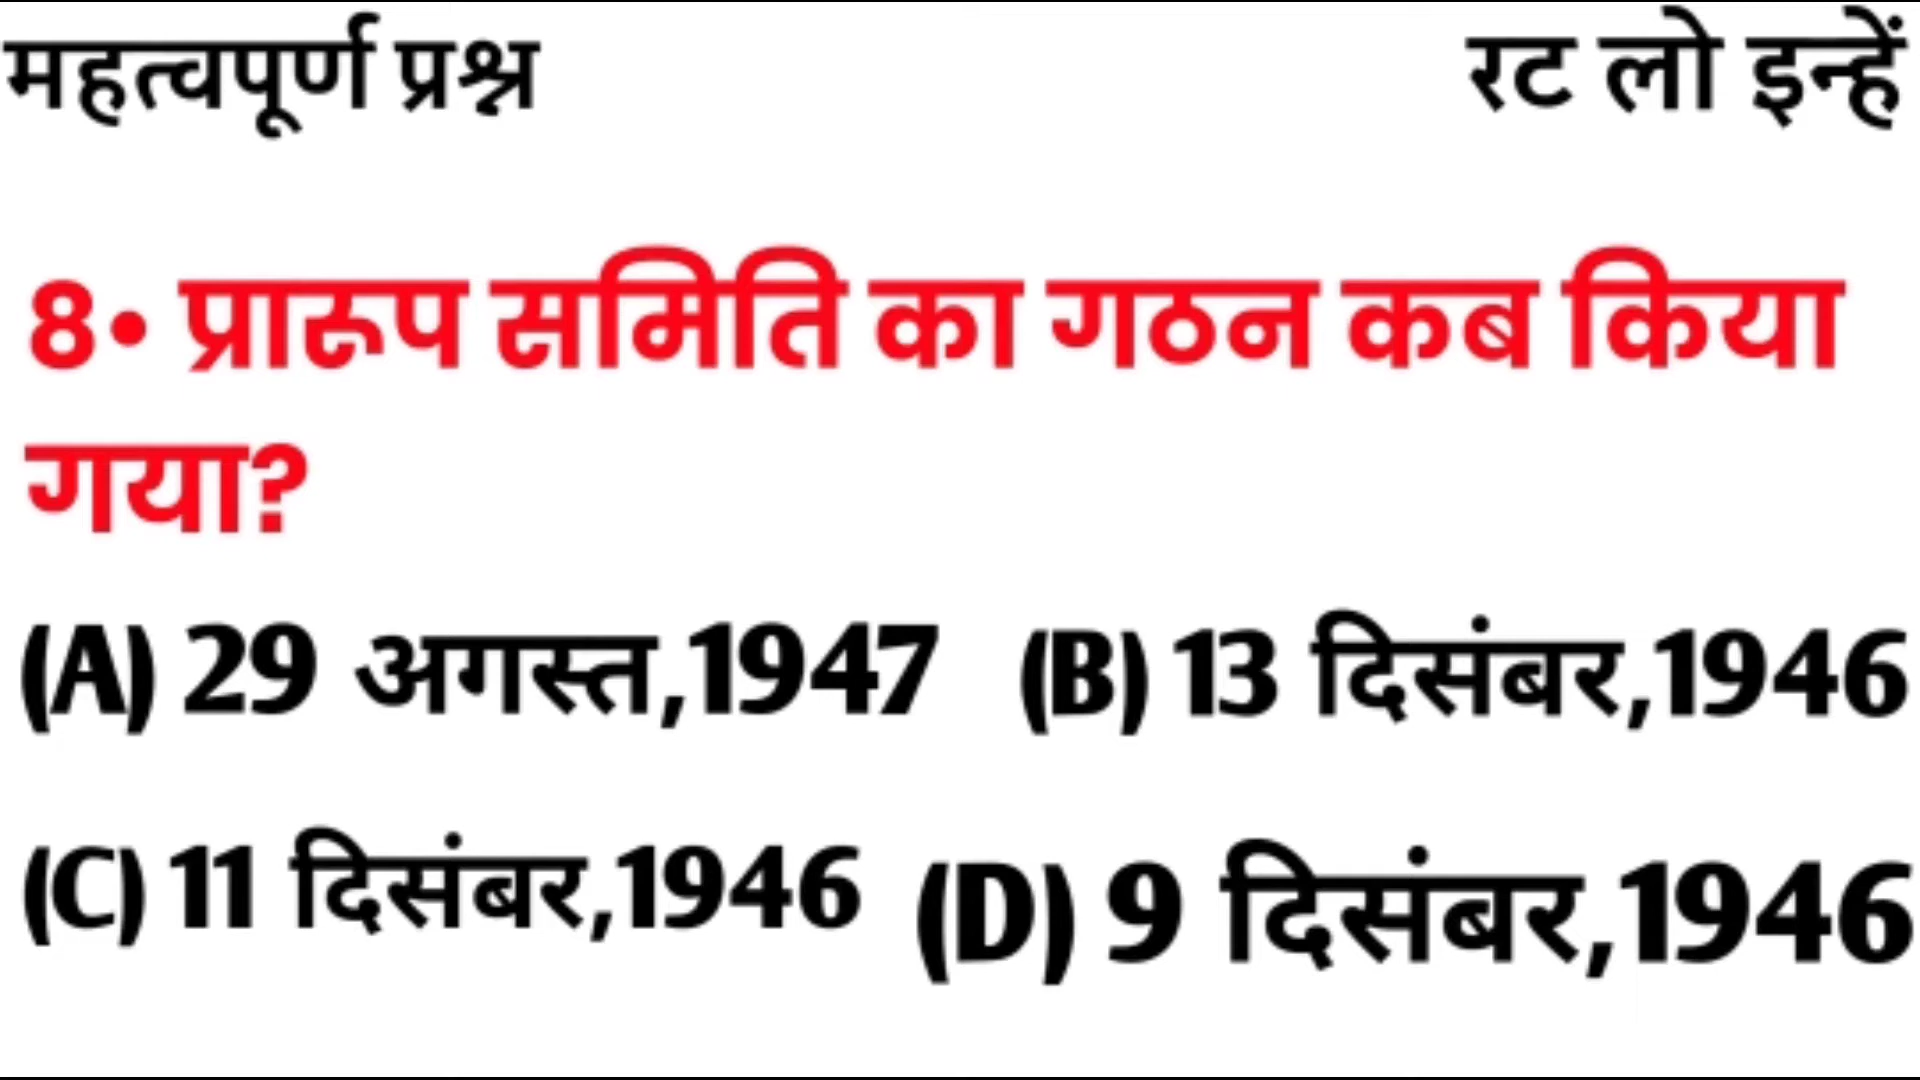 महत्वपूर्ण प्रश्न रट लो इन्हें
8• प्रारूप समिति का गठन कब किया
गया?
(A) 29 अगस्त,1947 (B) 13 दिसंबर,1946
(C) 11 दिसंबर,1946 (D) 9 दिसंबर,1946